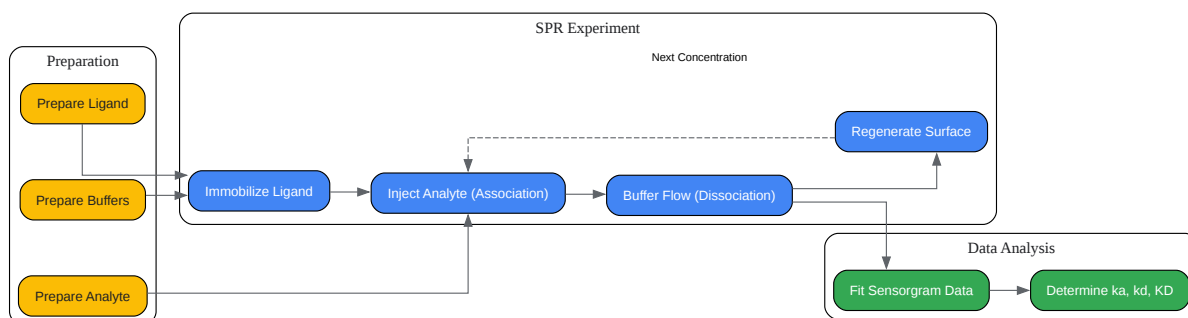 SPR Experiment
Next Concentration
Preparation
Prepare Ligand
Regenerate Surface
Immobilize Ligand
Inject Analyte (Association)
Buffer Flow (Dissociation)
Prepare Buffers
Data Analysis
Prepare Analyte
Fit Sensorgram Data
Determine ka, kd, KD